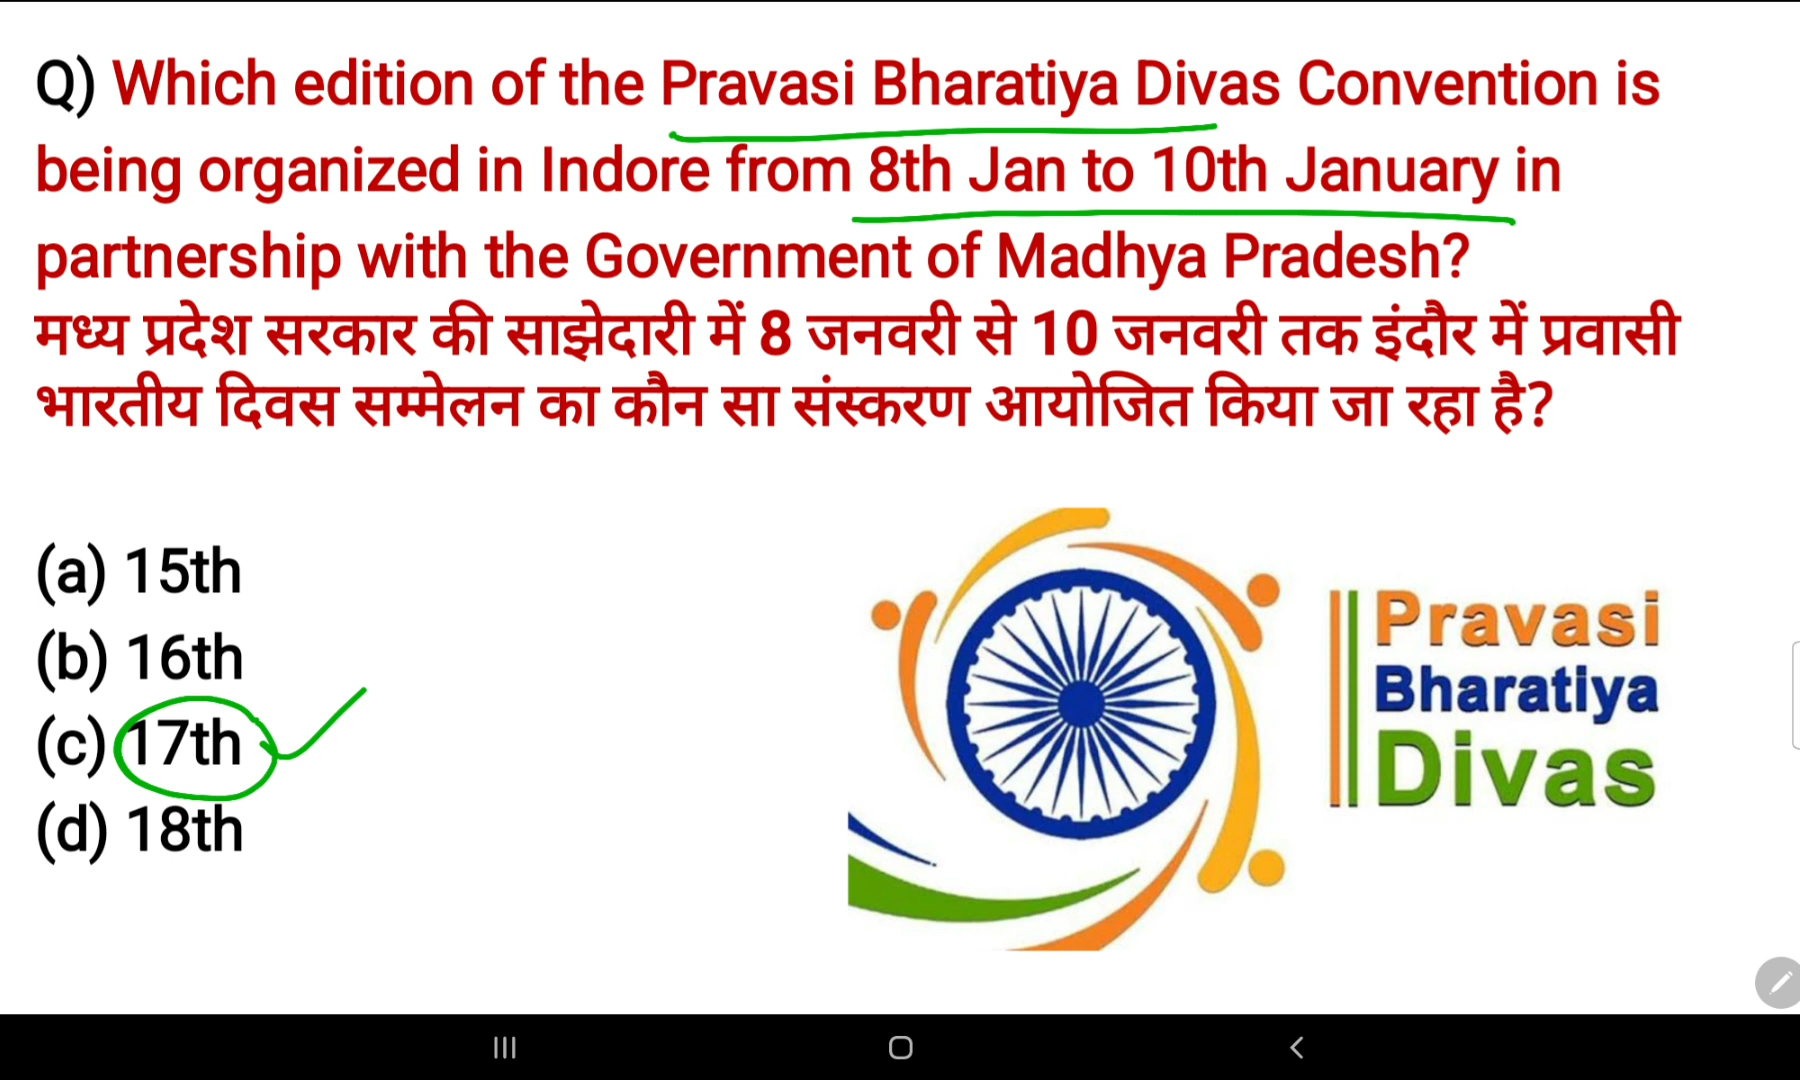 Q) Which edition of the Pravasi Bharatiya Divas Convention is
being organized in Indore from 8th Jan to 10th January in
partnership with the Government of Madhya Pradesh?
मध्य प्रदेश सरकार की साझेदारी में 8 जनवरी से 10 जनवरी तक इंदौर में प्रवासी
भारतीय दिवस सम्मेलन का कौन सा संस्करण आयोजित किया जा रहा है?
(a) 15th
(b) 16th
(c) 17th
(d) 18th
Pravasi
Bharatiya
Divas